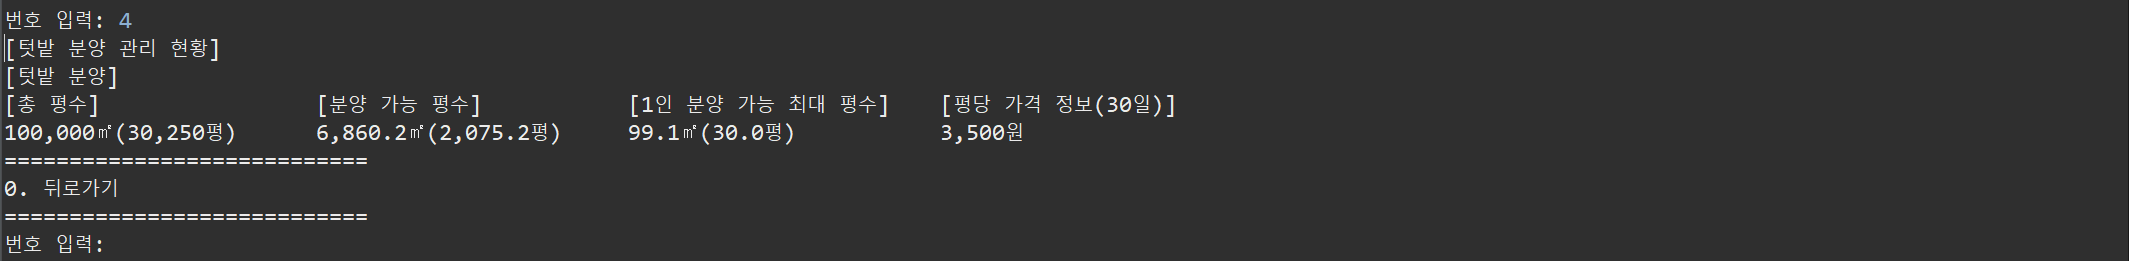 번호 입력: 4
[텃밭 분양 관리 현황]
[텃밭 분양]
[총 평수] [분양 가능 평수] [1인 분양 가능 최대 평수] [평당 가격 정보(30일)]
100,000㎡(30,250평) 6,860.2㎡(2,075.2평) 99.1㎡(30.0평) 3,500원
============================
0. 뒤로가기
============================
번호 입력: